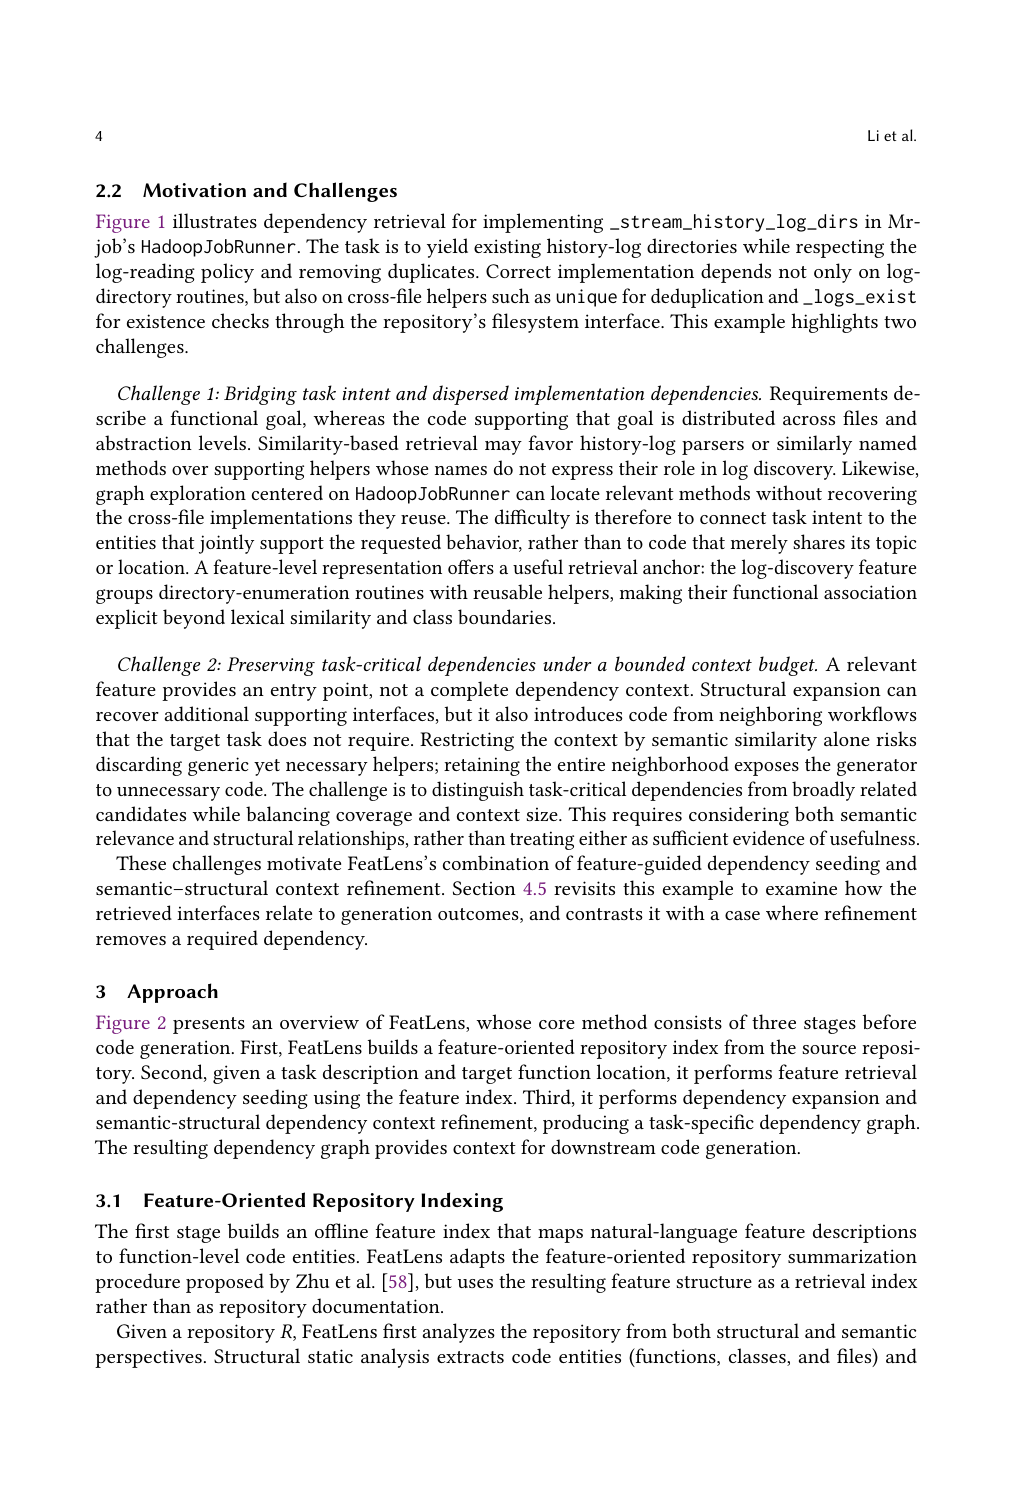 4
Li et al.
2.2 Motivation and Challenges
Figure 1 illustrates dependency retrieval for implementing _stream_history_log_dirs in Mr-
job's HadoopJobRunner. The task is to yield existing history-log directories while respecting the
log-reading policy and removing duplicates. Correct implementation depends not only on log-
directory routines, but also on cross-file helpers such as unique for deduplication and _logs_exist
for existence checks through the repository's filesystem interface. This example highlights two
challenges.
Challenge 1: Bridging task intent and dispersed implementation dependencies. Requirements de-
scribe a functional goal, whereas the code supporting that goal is distributed across files and
abstraction levels. Similarity-based retrieval may favor history-log parsers or similarly named
methods over supporting helpers whose names do not express their role in log discovery. Likewise,
graph exploration centered on HadoopJobRunner can locate relevant methods without recovering
the cross-file implementations they reuse. The difficulty is therefore to connect task intent to the
entities that jointly support the requested behavior, rather than to code that merely shares its topic
or location. A feature-level representation offers a useful retrieval anchor: the log-discovery feature
groups directory-enumeration routines with reusable helpers, making their functional association
explicit beyond lexical similarity and class boundaries.
Challenge 2: Preserving task-critical dependencies under a bounded context budget. A relevant
feature provides an entry point, not a complete dependency context. Structural expansion can
recover additional supporting interfaces, but it also introduces code from neighboring workflows
that the target task does not require. Restricting the context by semantic similarity alone risks
discarding generic yet necessary helpers; retaining the entire neighborhood exposes the generator
to unnecessary code. The challenge is to distinguish task-critical dependencies from broadly related
candidates while balancing coverage and context size. This requires considering both semantic
relevance and structural relationships, rather than treating either as sufficient evidence of usefulness.
These challenges motivate FeatLens's combination of feature-guided dependency seeding and
semantic–structural context refinement. Section 4.5 revisits this example to examine how the
retrieved interfaces relate to generation outcomes, and contrasts it with a case where refinement
removes a required dependency.
3 Approach
Figure 2 presents an overview of FeatLens, whose core method consists of three stages before
code generation. First, FeatLens builds a feature-oriented repository index from the source reposi-
tory. Second, given a task description and target function location, it performs feature retrieval
and dependency seeding using the feature index. Third, it performs dependency expansion and
semantic-structural dependency context refinement, producing a task-specific dependency graph.
The resulting dependency graph provides context for downstream code generation.
3.1 Feature-Oriented Repository Indexing
The first stage builds an offline feature index that maps natural-language feature descriptions
to function-level code entities. FeatLens adapts the feature-oriented repository summarization
procedure proposed by Zhu et al. [58], but uses the resulting feature structure as a retrieval index
rather than as repository documentation.
Given a repository R, FeatLens first analyzes the repository from both structural and semantic
perspectives. Structural static analysis extracts code entities (functions, classes, and files) and